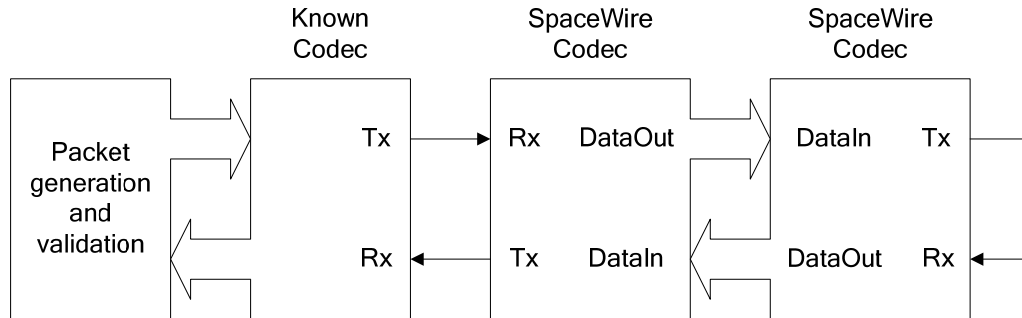 Known
Codec
SpaceWire
Codec
SpaceWire
Codec
Packet
generation
and
validation
Tx
Rx
DataOut
DataIn
Tx
Rx
Tx
DataIn
DataOut
Rx